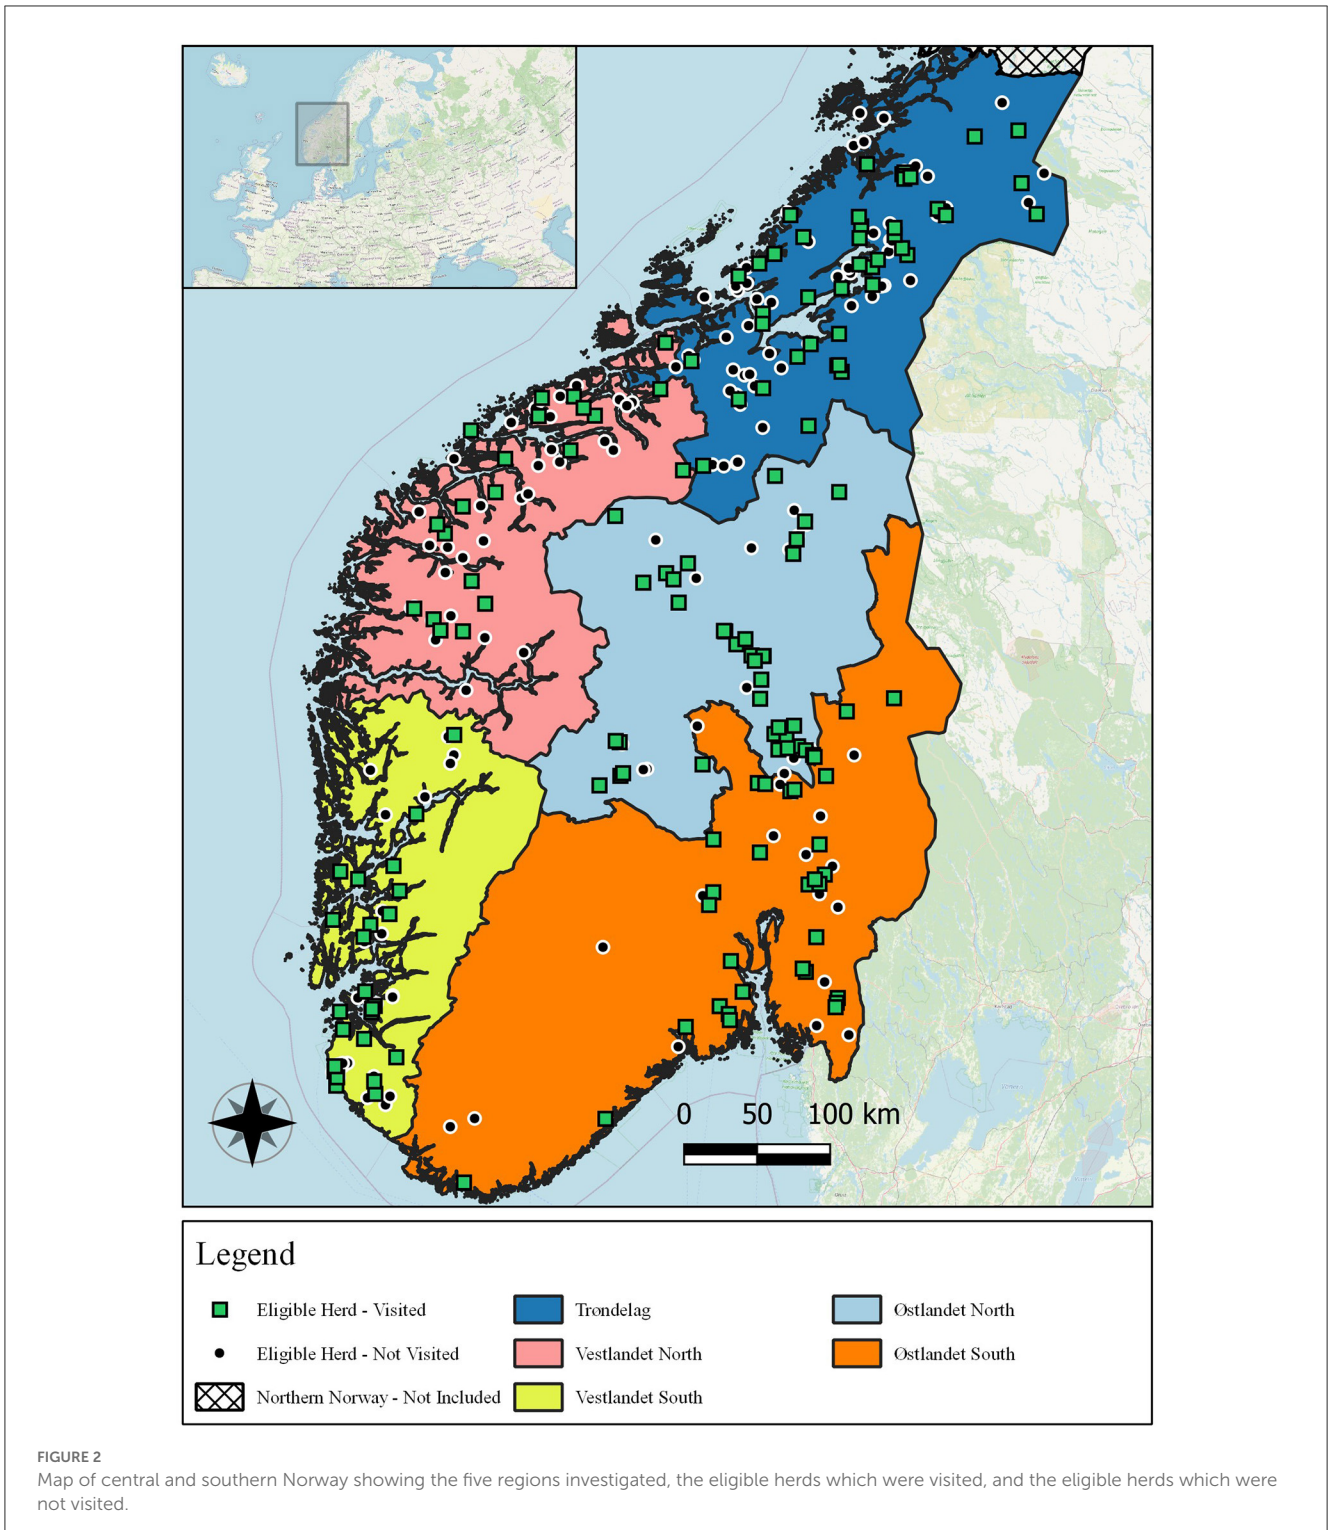 0 50 100 km
Legend
Eligible Herd - Visited
Trøndelag
Østlandet North
Eligible Herd - Not Visited
Vestlandet North
Østlandet South
Northern Norway - Not Included
Vestlandet South
FIGURE 2
Map of central and southern Norway showing the five regions investigated, the eligible herds which were visited, and the eligible herds which were
not visited.